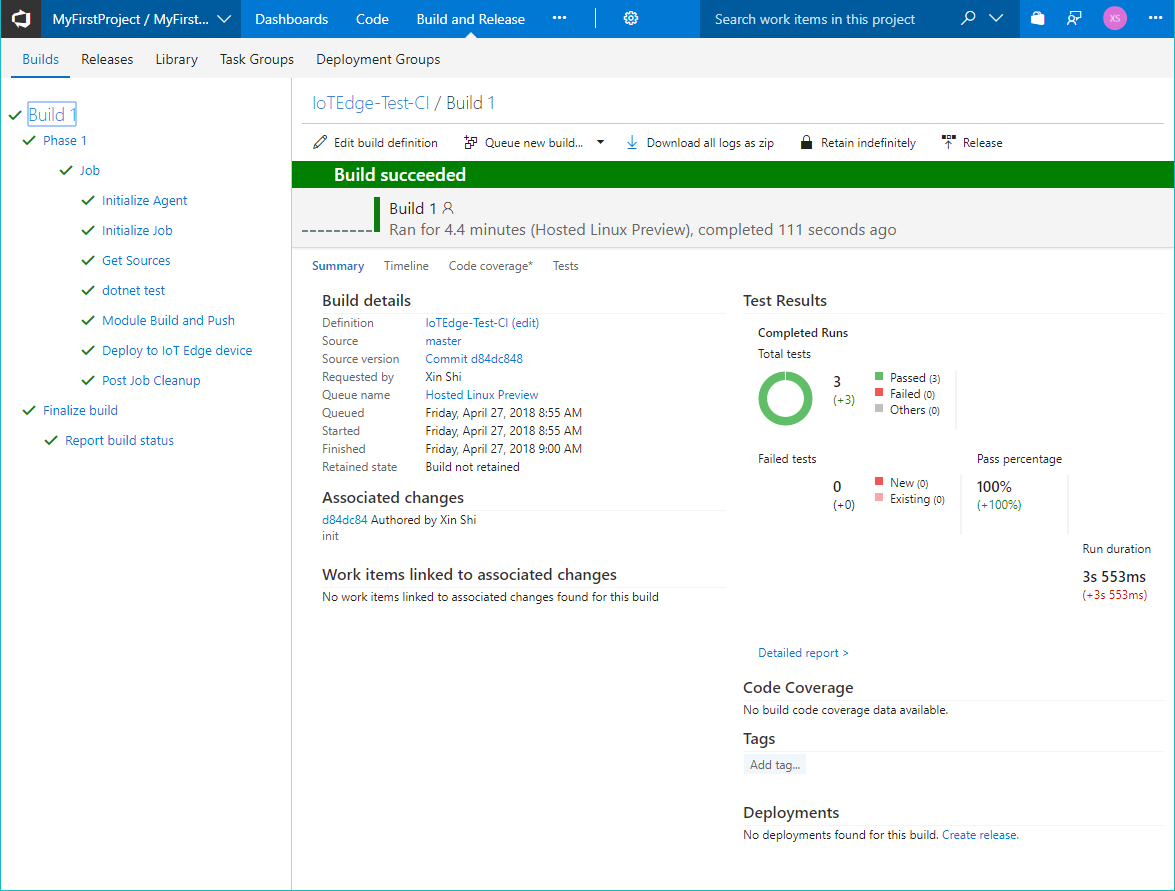 MyFirstProject / MyFirst...
Dashboards
Code
Build and Release
...
Search work items in this project
XS
...
Builds
Releases
Library
Task Groups
Deployment Groups
Build 1
Phase 1
Job
Initialize Agent
Initialize Job
Get Sources
dotnet test
Module Build and Push
Deploy to IoT Edge device
Post Job Cleanup
Finalize build
Report build status
IoTEdge-Test-CI / Build 1
Edit build definition
Queue new build...
Download all logs as zip
Retain indefinitely
Release
Build succeeded
Build 1
Ran for 4.4 minutes (Hosted Linux Preview), completed 111 seconds ago
Summary
Timeline
Code coverage*
Tests
Build details
Definition IoTEdge-Test-CI (edit)
Source master
Source version Commit d84dc848
Requested by Xin Shi
Queue name Hosted Linux Preview
Queued Friday, April 27, 2018 8:55 AM
Started Friday, April 27, 2018 8:55 AM
Finished Friday, April 27, 2018 9:00 AM
Retained state Build not retained
Associated changes
d84dc84 Authored by Xin Shi
init
Work items linked to associated changes
No work items linked to associated changes found for this build
Test Results
Completed Runs
Total tests
3
(+3)
Passed (3)
Failed (0)
Others (0)
Failed tests
0
(+0)
New (0)
Existing (0)
Pass percentage
100%
(+100%)
Run duration
3s 553ms
(+3s 553ms)
Detailed report >
Code Coverage
No build code coverage data available.
Tags
Add tag...
Deployments
No deployments found for this build. Create release.